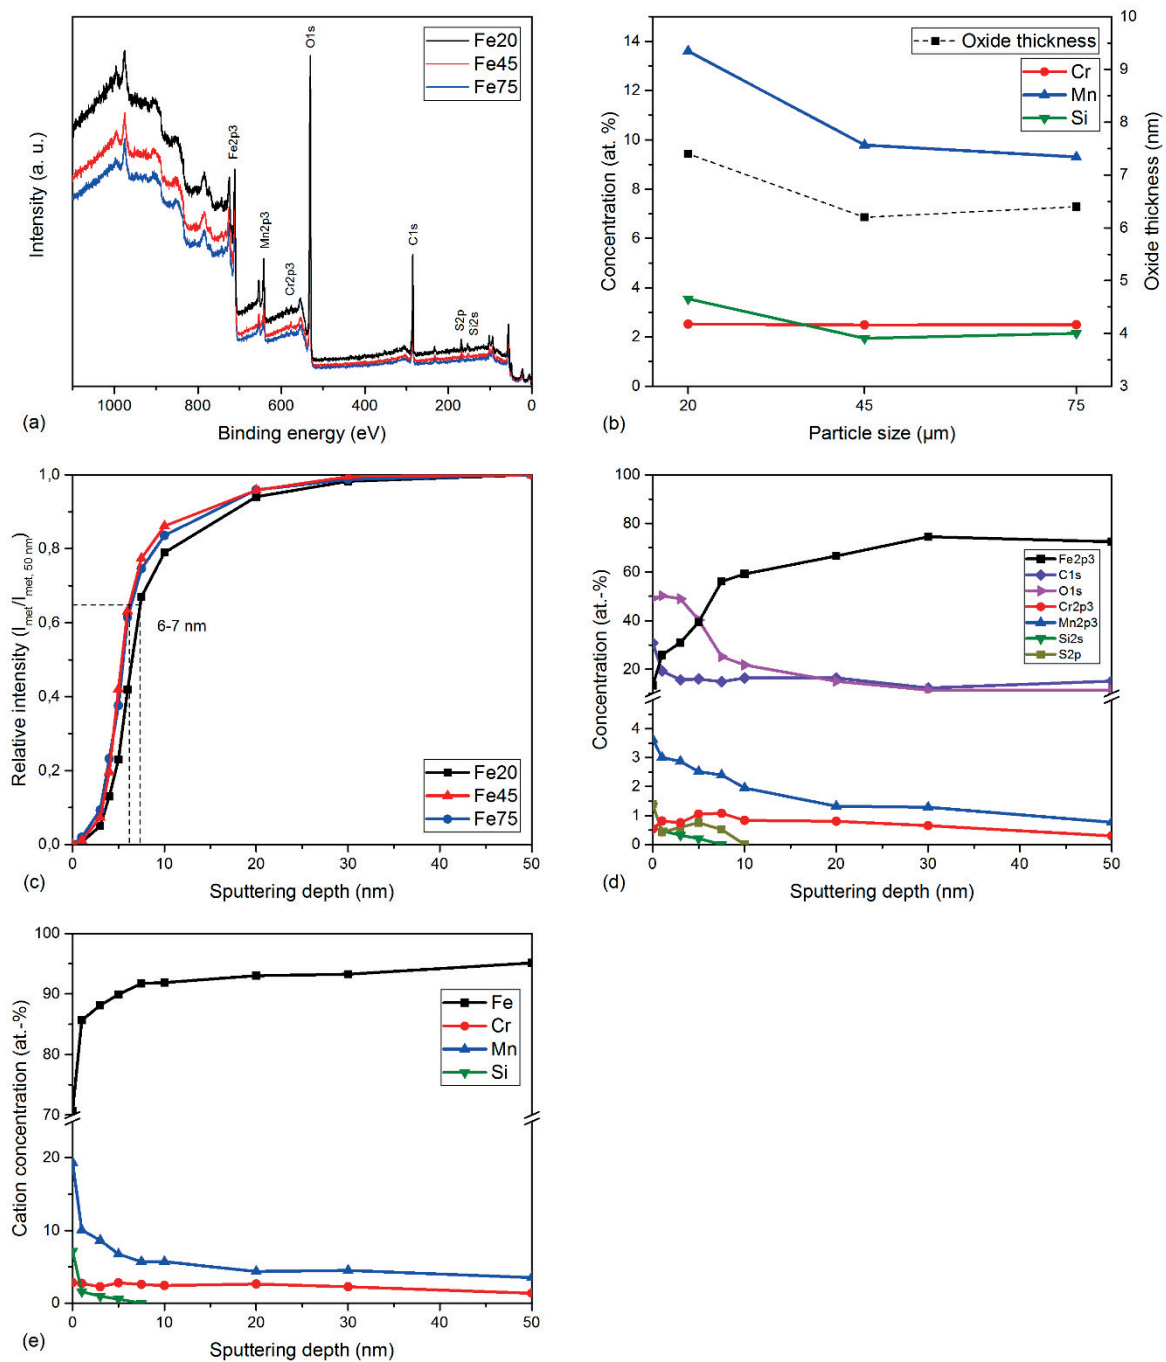 Fe20
Fe45
Fe75
O1s
Fe2p3
Mn2p3
Cr2p3
C1s
S2p
Si2s
Intensity (a. u.)
1000 800 600 400 200 0
Binding energy (eV)
(a)
Oxide thickness
Cr
Mn
Si
Concentration (at. %)
14
12
10
8
6
4
2
0
Oxide thickness (nm)
10
9
8
7
6
5
4
3
20 45 75
Particle size (µm)
(b)
Relative intensity (I_met/I_met, 50 nm)
1,0
0,8
0,6
0,4
0,2
0,0
6-7 nm
Fe20
Fe45
Fe75
0 10 20 30 40 50
Sputtering depth (nm)
(c)
Concentration (at.-%)
100
80
60
40
20
4
3
2
1
0
Fe2p3
C1s
O1s
Cr2p3
Mn2p3
Si2s
S2p
0 10 20 30 40 50
Sputtering depth (nm)
(d)
Cation concentration (at.-%)
100
90
80
70
20
10
0
Fe
Cr
Mn
Si
0 10 20 30 40 50
Sputtering depth (nm)
(e)